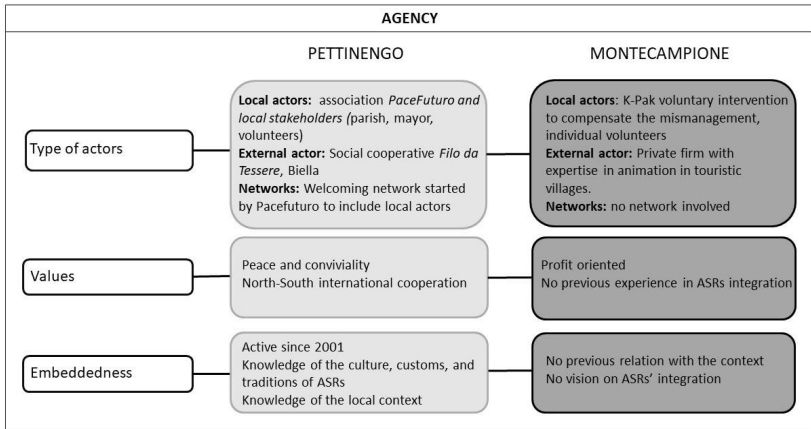 AGENCY
PETTINENGO
MONTECAMPIONE
Type of actors
Local actors: association PaceFuturo and
local stakeholders (parish, mayor,
volunteers)
External actor: Social cooperative Filo da
Tessere, Biella
Networks: Welcoming network started
by Pacefuturo to include local actors
Local actors: K-Pak voluntary intervention
to compensate the mismanagement,
individual volunteers
External actor: Private firm with
expertise in animation in touristic
villages.
Networks: no network involved
Values
Peace and conviviality
North-South international cooperation
Profit oriented
No previous experience in ASRs integration
Embeddedness
Active since 2001
Knowledge of the culture, customs, and
traditions of ASRs
Knowledge of the local context
No previous relation with the context
No vision on ASRs' integration